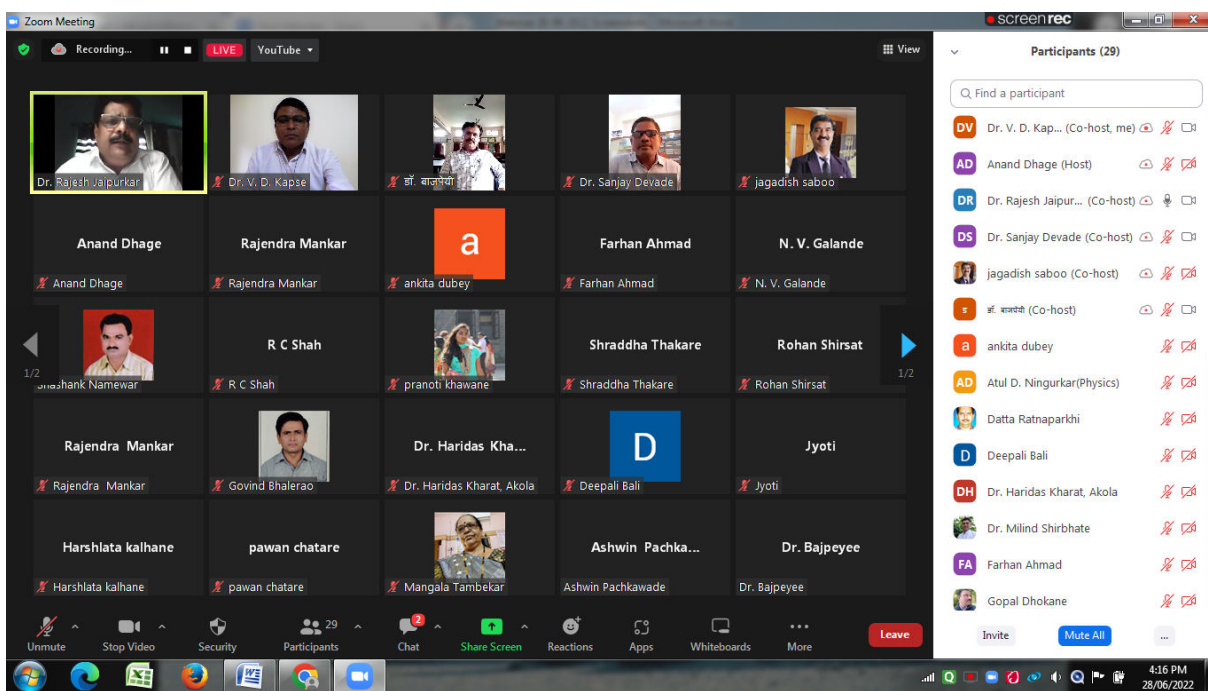 Zoom Meeting
screenrec
Recording...
LIVE
YouTube
View
Dr. Rajesh Jaipurkar
Dr. V. D. Kapse
डॉ. बाजपेयी
Dr. Sanjay Devade
jagadish saboo
Anand Dhage
Rajendra Mankar
a
Farhan Ahmad
N. V. Galande
Anand Dhage
Rajendra Mankar
ankita dubey
Farhan Ahmad
N. V. Galande
R C Shah
Shraddha Thakare
Rohan Shirsat
1/2
Shashank Namewar
R C Shah
pranoti khawane
Shraddha Thakare
Rohan Shirsat
1/2
Rajendra Mankar
Dr. Haridas Kha...
D
Jyoti
Rajendra Mankar
Govind Bhalerao
Dr. Haridas Kharat, Akola
Deepali Bali
Jyoti
Harshlata kalhane
pawan chatare
Ashwin Pachka...
Dr. Bajpeyee
Harshlata kalhane
pawan chatare
Mangala Tambekar
Ashwin Pachkawade
Dr. Bajpeyee
Unmute
Stop Video
Security
29
Participants
2
Chat
Share Screen
Reactions
Apps
Whiteboards
More
Leave
Participants (29)
Find a participant
DV Dr. V. D. Kap... (Co-host, me)
AD Anand Dhage (Host)
DR Dr. Rajesh Jaipur... (Co-host)
DS Dr. Sanjay Devade (Co-host)
jagadish saboo (Co-host)
डॉ. बाजपेयी (Co-host)
a ankita dubey
AD Atul D. Ningurkar(Physics)
Datta Ratnaparkhi
D Deepali Bali
DH Dr. Haridas Kharat, Akola
Dr. Milind Shirbhate
FA Farhan Ahmad
Gopal Dhokane
Invite
Mute All
...
4:16 PM
28/06/2022